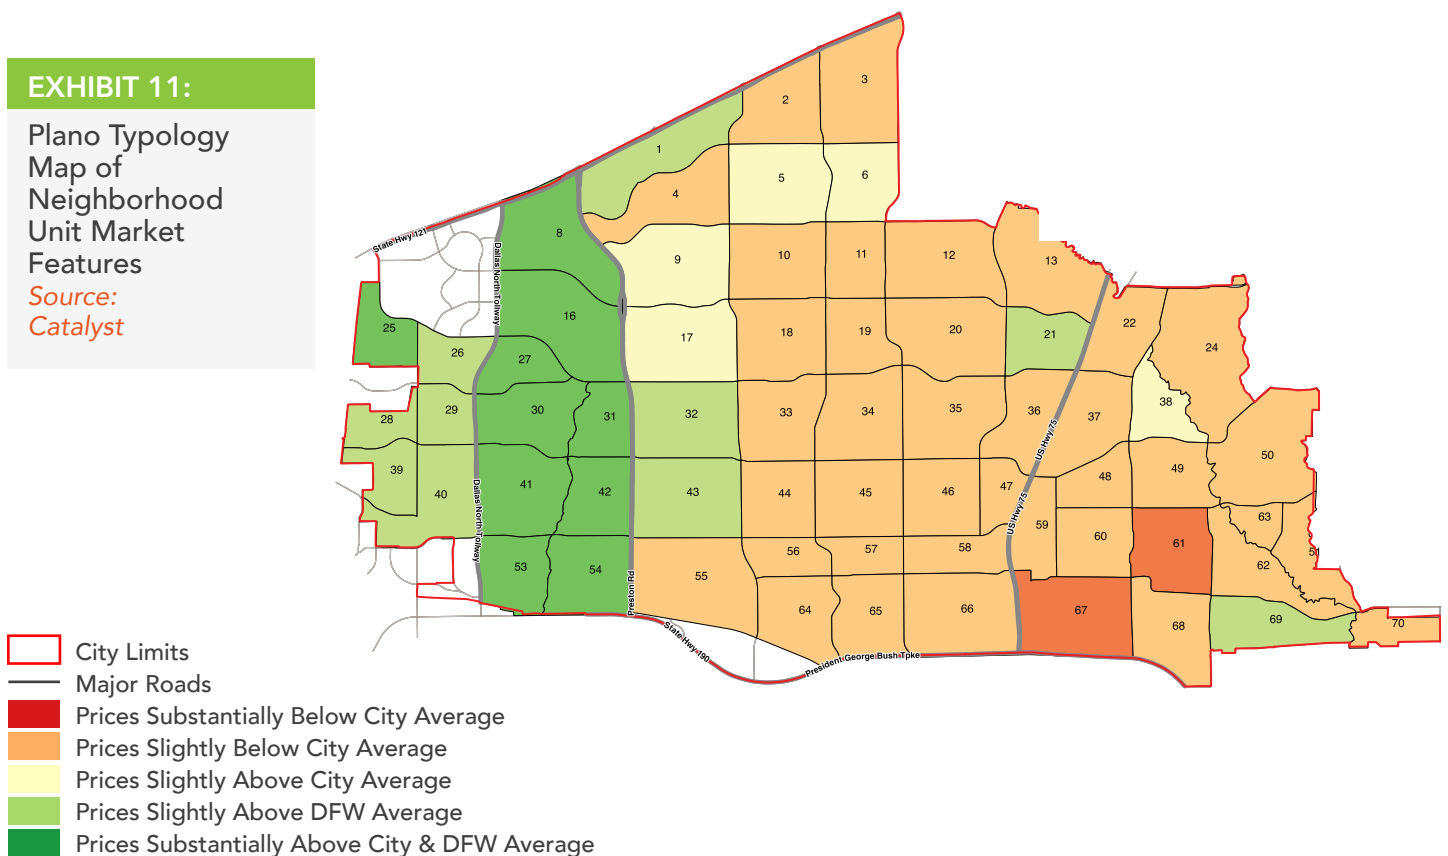 EXHIBIT 11:
Plano Typology
Map of
Neighborhood
Unit Market
Features
Source:
Catalyst
3
2
1
5
6
4
8
9
10
11
12
13
State Hwy 121
Dallas North Tollway
25
16
17
18
19
20
21
22
24
26
27
28
29
30
31
32
33
34
35
36
37
38
US Hwy 75
39
40
41
42
43
44
45
46
47
48
49
50
Dallas North Tollway
US Hwy 75
53
54
55
56
57
58
59
60
61
63
62
51
Preston Rd
64
65
66
67
68
69
70
State Hwy 190
President George Bush Tpke
City Limits
Major Roads
Prices Substantially Below City Average
Prices Slightly Below City Average
Prices Slightly Above City Average
Prices Slightly Above DFW Average
Prices Substantially Above City & DFW Average